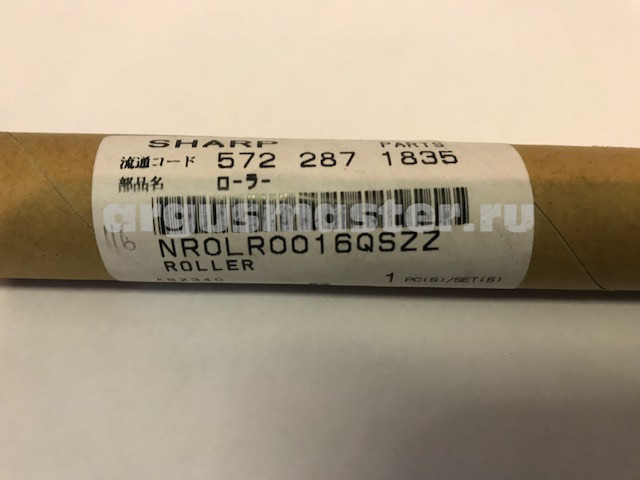 SHARP PARTS
流通コード 572 287 1835
部品名 ローラー
argusmaster.ru
116 NROLR0016QSZZ
ROLLER
1 PC(S)/SET(S)